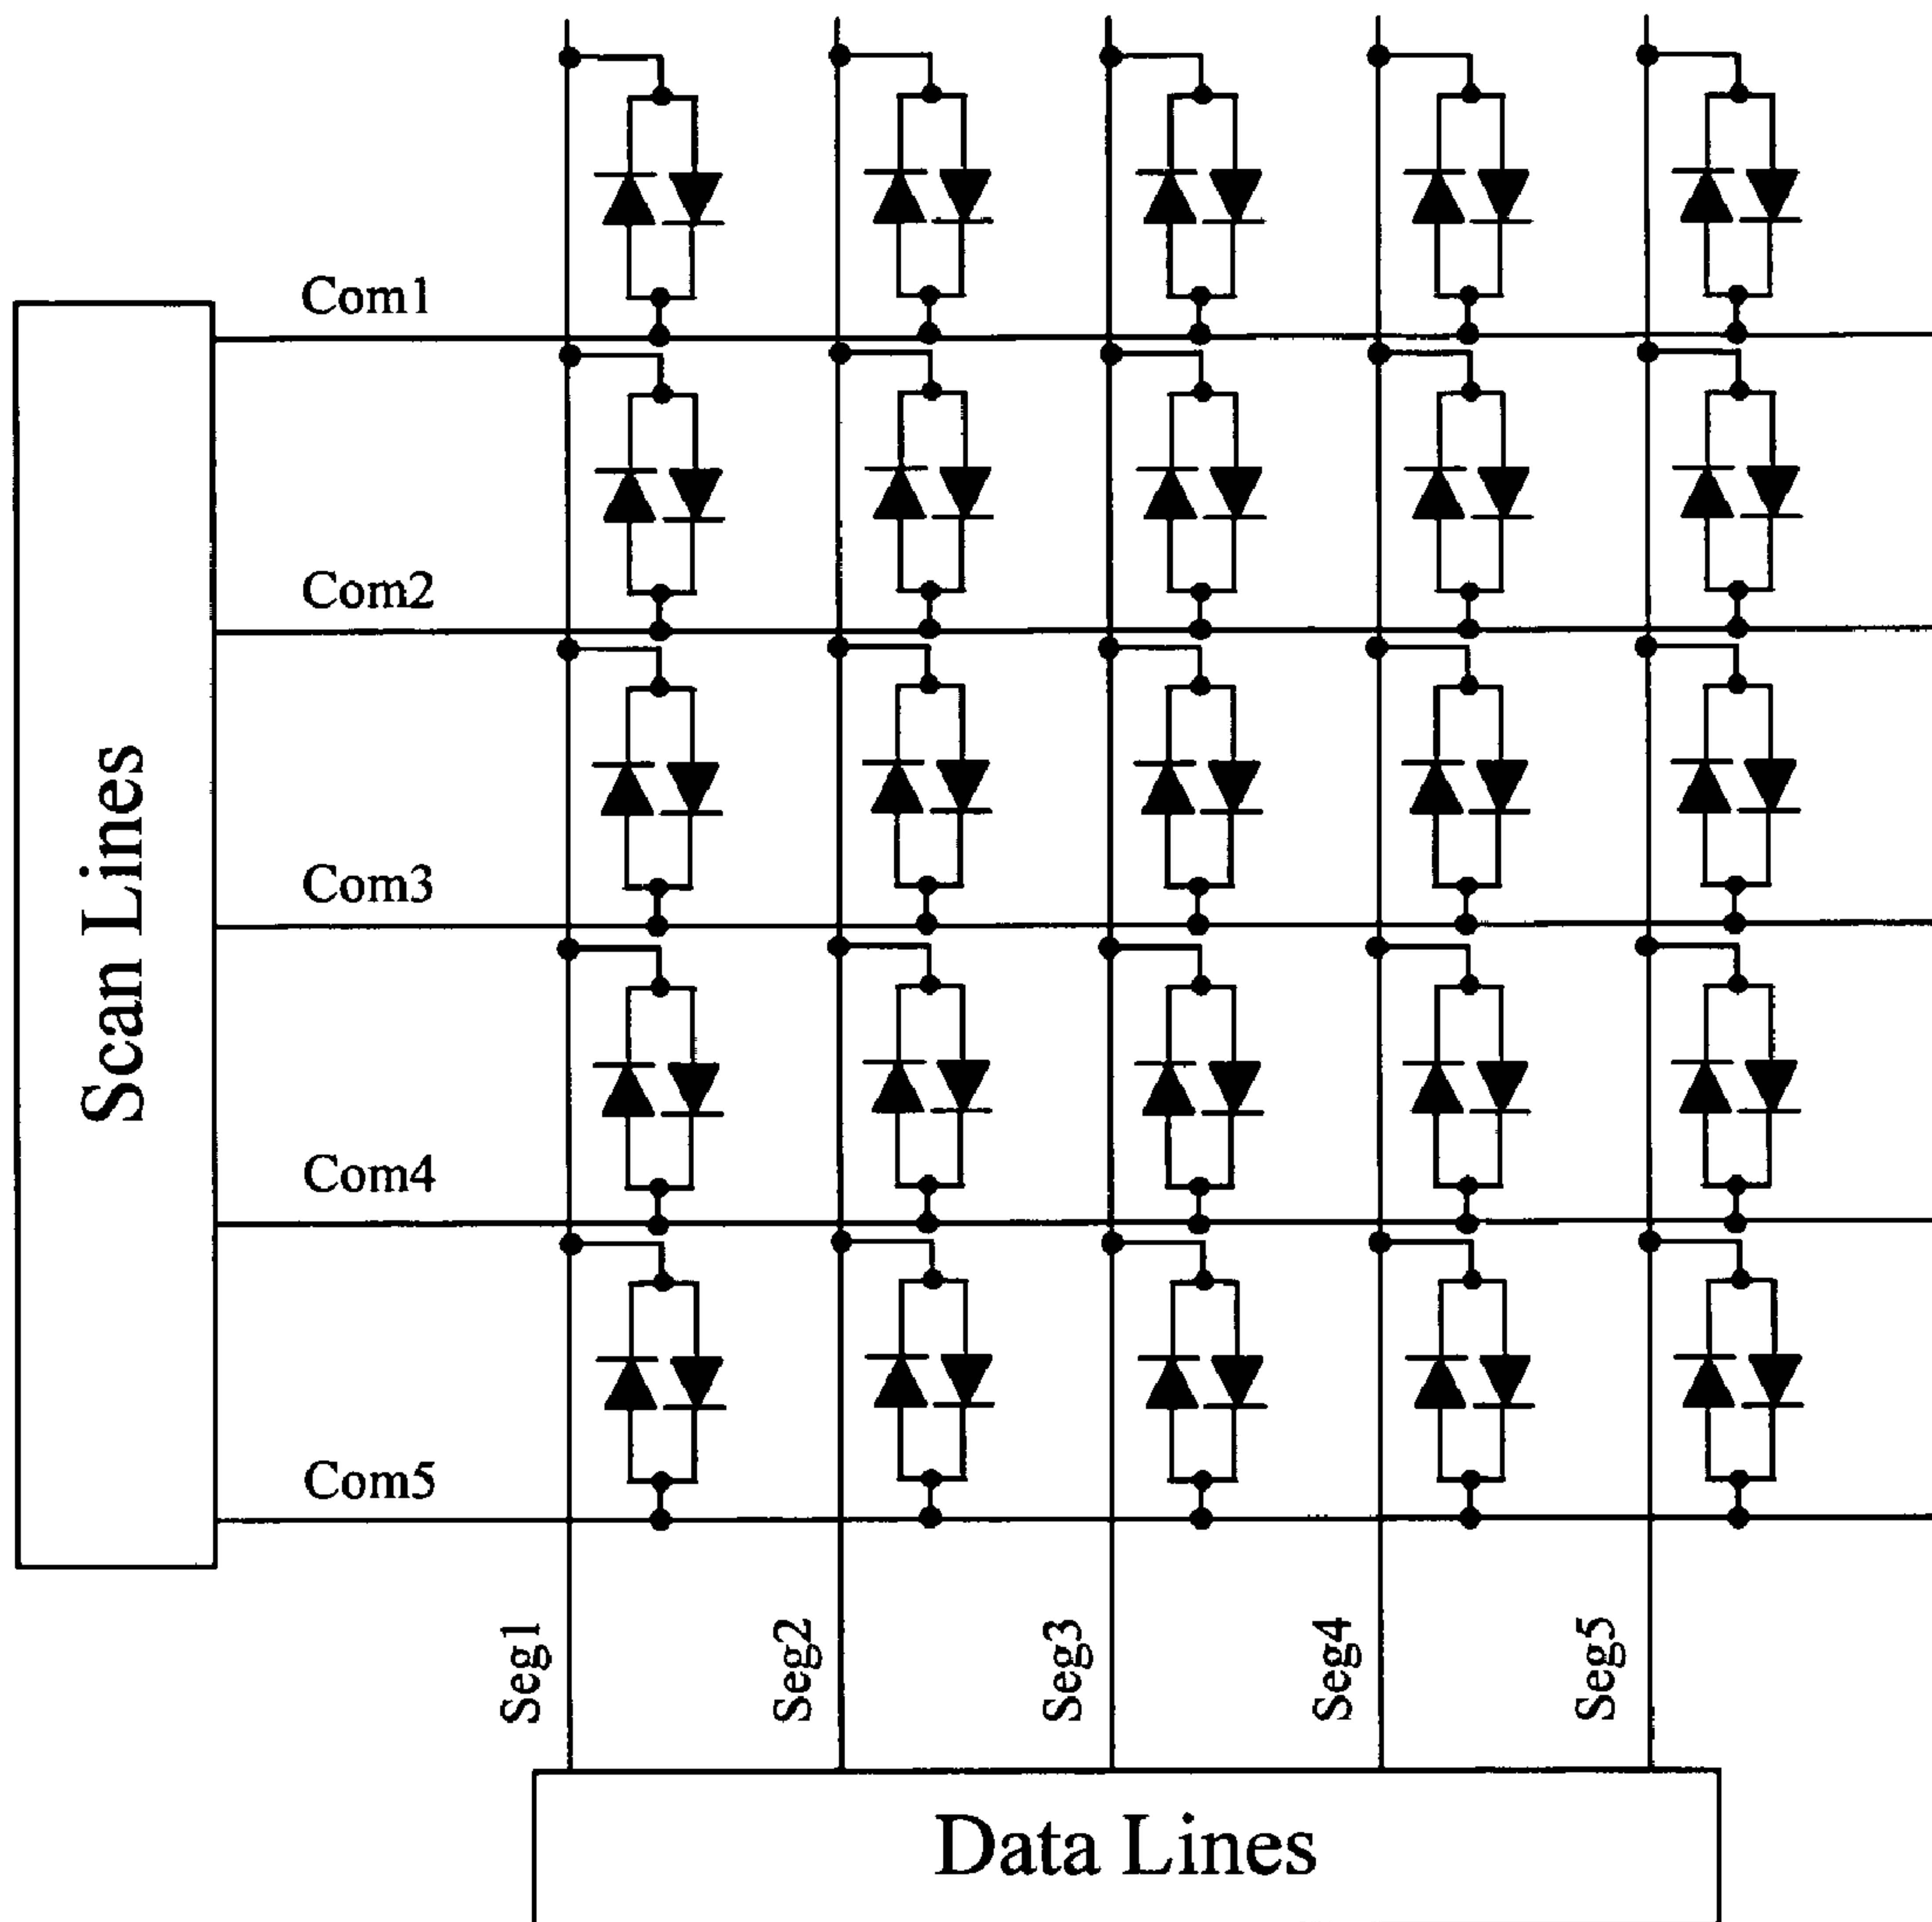 Scan Lines
Com1
Com2
Com3
Com4
Com5
Seg1
Seg2
Seg3
Seg4
Seg5
Data Lines